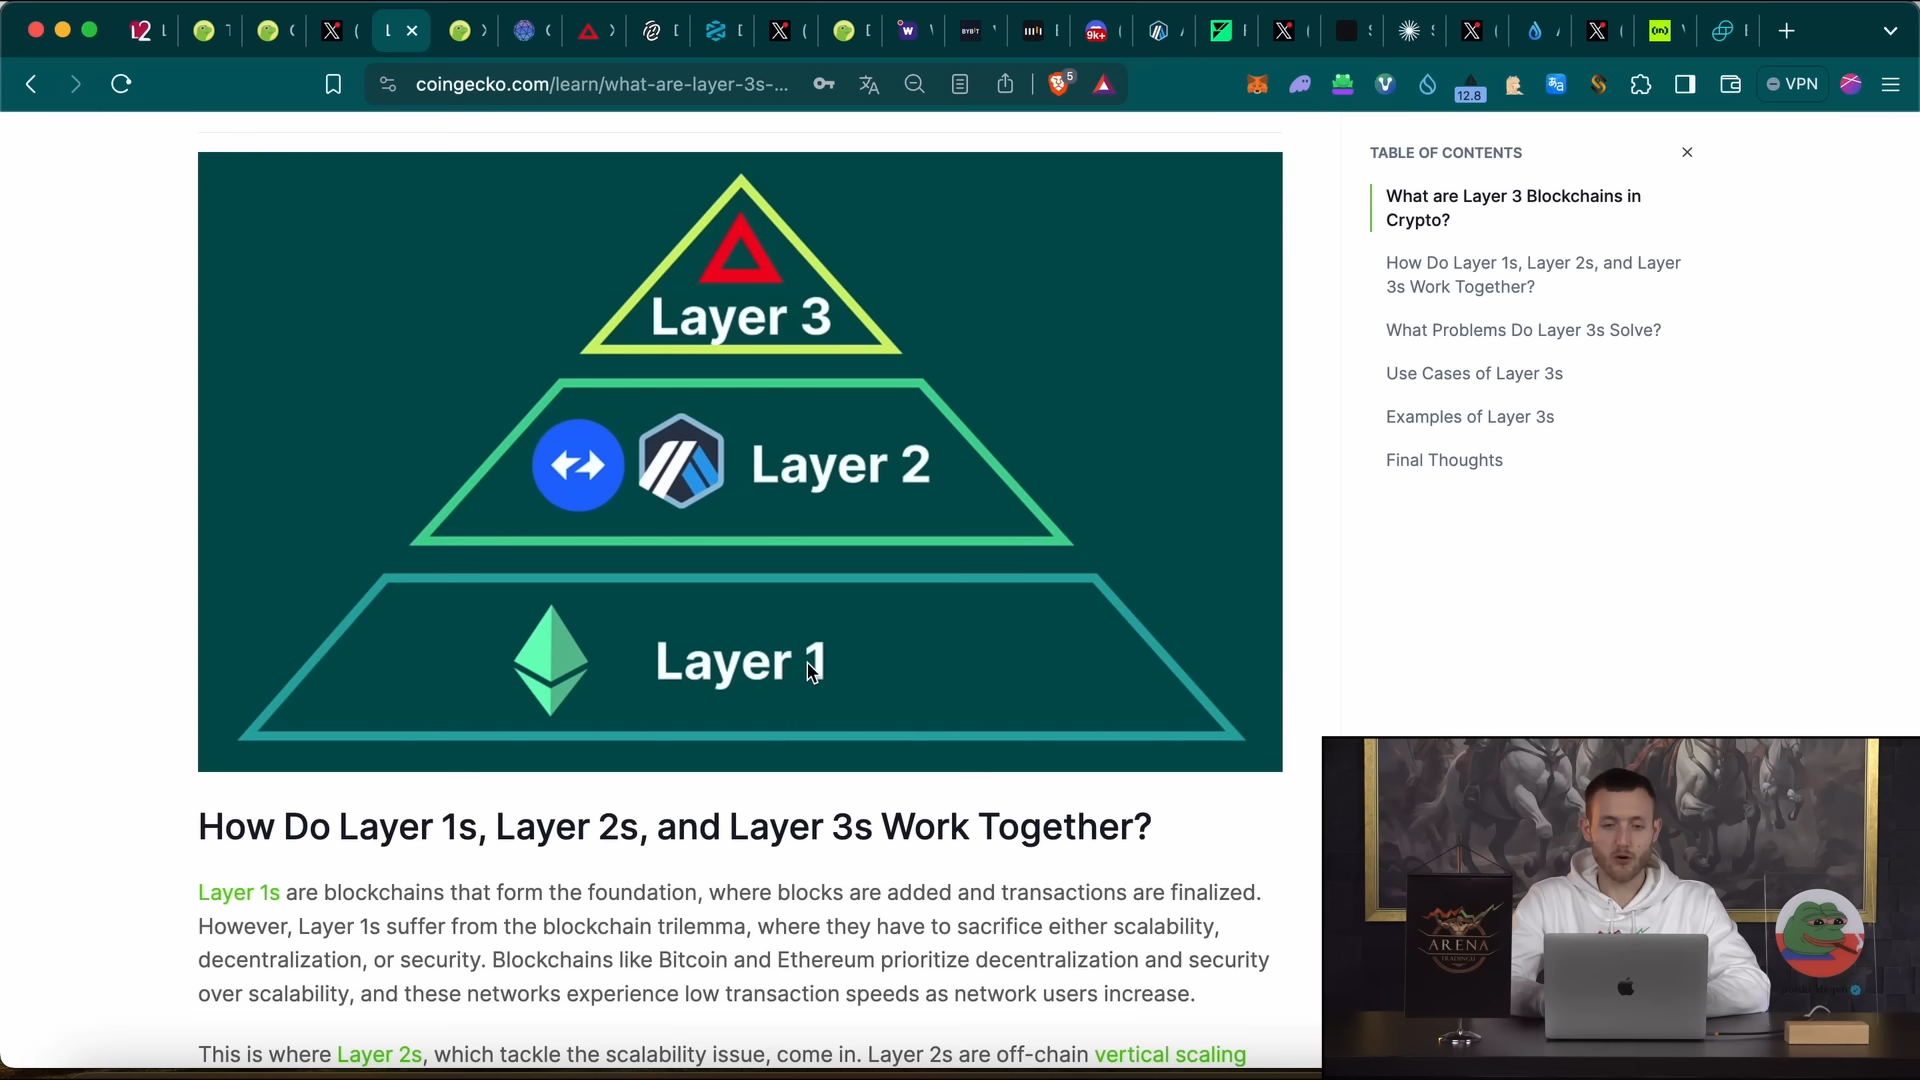 coingecko.com/learn/what-are-layer-3s-...
5
9k+
BYBIT
12.8
VPN
Layer 3
Layer 2
Layer 1
How Do Layer 1s, Layer 2s, and Layer 3s Work Together?
Layer 1s are blockchains that form the foundation, where blocks are added and transactions are finalized.
However, Layer 1s suffer from the blockchain trilemma, where they have to sacrifice either scalability,
decentralization, or security. Blockchains like Bitcoin and Ethereum prioritize decentralization and security
over scalability, and these networks experience low transaction speeds as network users increase.
This is where Layer 2s, which tackle the scalability issue, come in. Layer 2s are off-chain vertical scaling
TABLE OF CONTENTS
What are Layer 3 Blockchains in
Crypto?
How Do Layer 1s, Layer 2s, and Layer
3s Work Together?
What Problems Do Layer 3s Solve?
Use Cases of Layer 3s
Examples of Layer 3s
Final Thoughts
ARENA
TRADINGU